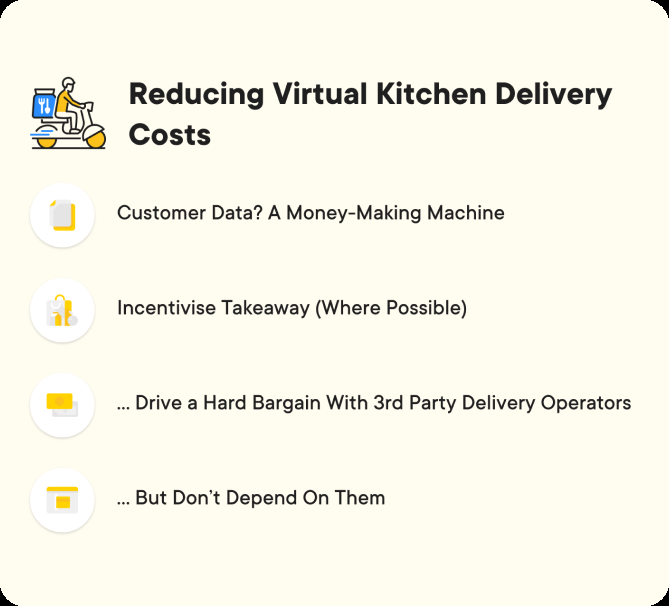 Reducing Virtual Kitchen Delivery
Costs
Customer Data? A Money-Making Machine
Incentivise Takeaway (Where Possible)
... Drive a Hard Bargain With 3rd Party Delivery Operators
... But Don’t Depend On Them